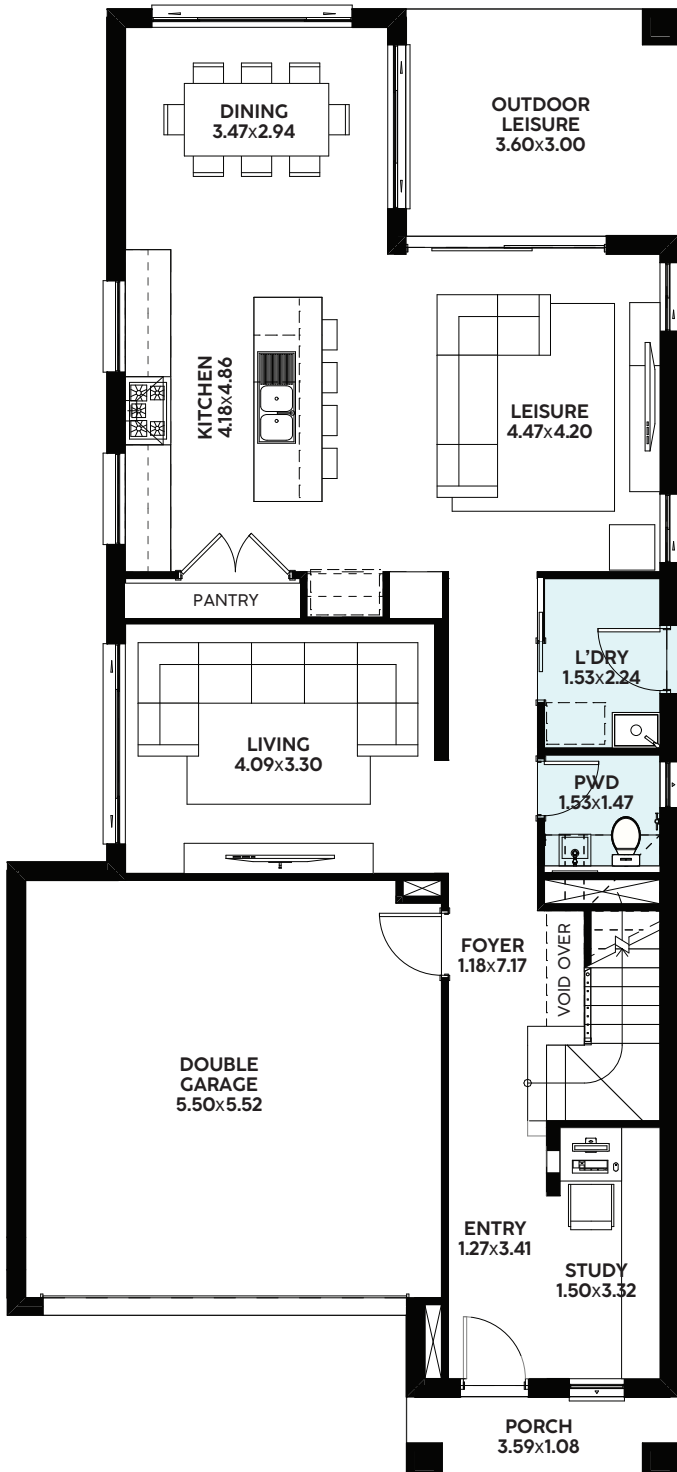 DINING
3.47x2.94
OUTDOOR
LEISURE
3.60x3.00
KITCHEN
4.18x4.86
LEISURE
4.47x4.20
PANTRY
L'DRY
1.53x2.24
LIVING
4.09x3.30
PWD
1.53x1.47
FOYER
1.18x7.17
VOID OVER
DOUBLE
GARAGE
5.50x5.52
ENTRY
1.27x3.41
STUDY
1.50x3.32
PORCH
3.59x1.08